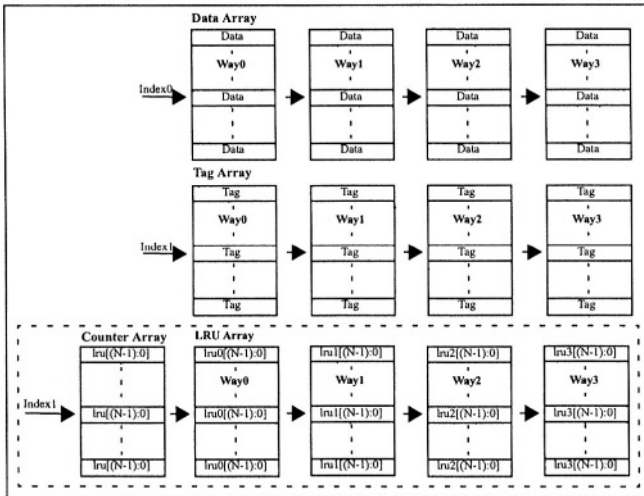 Data Array
Data Data Data Data
Way0 Way1 Way2 Way3
Index0
Data Data Data Data
Data Data Data Data
Tag Array
Tag Tag Tag Tag
Way0 Way1 Way2 Way3
Index1
Tag Tag Tag Tag
Tag Tag Tag Tag
Counter Array LRU Array
lru[(N-1):0] lru0[(N-1):0] lru1[(N-1):0] lru2[(N-1):0] lru3[(N-1):0]
Way0 Way1 Way2 Way3
Index1
lru[(N-1):0] lru0[(N-1):0] lru1[(N-1):0] lru2[(N-1):0] lru3[(N-1):0]
lru[(N-1):0] lru0[(N-1):0] lru1[(N-1):0] lru2[(N-1):0] lru3[(N-1):0]